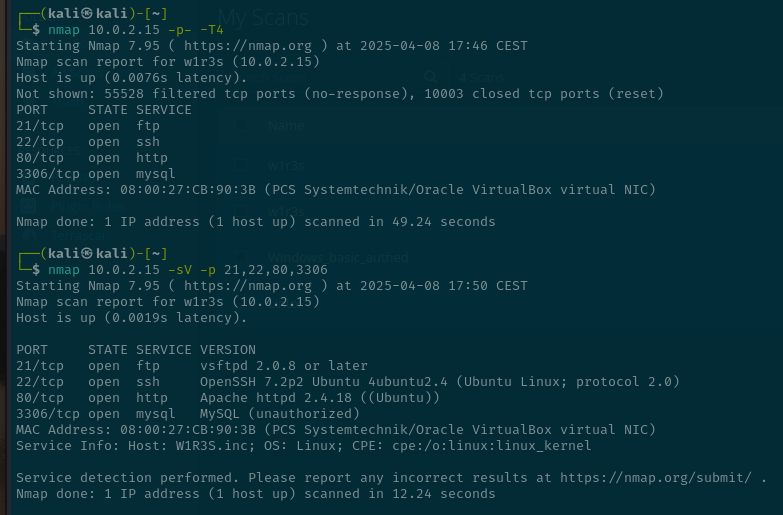 My Scans
┌──(kali㉿kali)-[~]
└─$ nmap 10.0.2.15 -p- -T4
Starting Nmap 7.95 ( https://nmap.org ) at 2025-04-08 17:46 CEST
Nmap scan report for w1r3s (10.0.2.15)
Host is up (0.0076s latency).
Not shown: 55528 filtered tcp ports (no-response), 10003 closed tcp ports (reset)
PORT     STATE SERVICE
21/tcp   open  ftp
22/tcp   open  ssh
80/tcp   open  http
3306/tcp open  mysql
MAC Address: 08:00:27:CB:90:3B (PCS Systemtechnik/Oracle VirtualBox virtual NIC)
Nmap done: 1 IP address (1 host up) scanned in 49.24 seconds
4 Scans
Name
w1r3s
w1r3s
Windows_basic_authed
┌──(kali㉿kali)-[~]
└─$ nmap 10.0.2.15 -sV -p 21,22,80,3306
Starting Nmap 7.95 ( https://nmap.org ) at 2025-04-08 17:50 CEST
Nmap scan report for w1r3s (10.0.2.15)
Host is up (0.0019s latency).
PORT     STATE SERVICE VERSION
21/tcp   open  ftp     vsftpd 2.0.8 or later
22/tcp   open  ssh     OpenSSH 7.2p2 Ubuntu 4ubuntu2.4 (Ubuntu Linux; protocol 2.0)
80/tcp   open  http    Apache httpd 2.4.18 ((Ubuntu))
3306/tcp open  mysql   MySQL (unauthorized)
MAC Address: 08:00:27:CB:90:3B (PCS Systemtechnik/Oracle VirtualBox virtual NIC)
Service Info: Host: W1R3S.inc; OS: Linux; CPE: cpe:/o:linux:linux_kernel
Service detection performed. Please report any incorrect results at https://nmap.org/submit/ .
Nmap done: 1 IP address (1 host up) scanned in 12.24 seconds